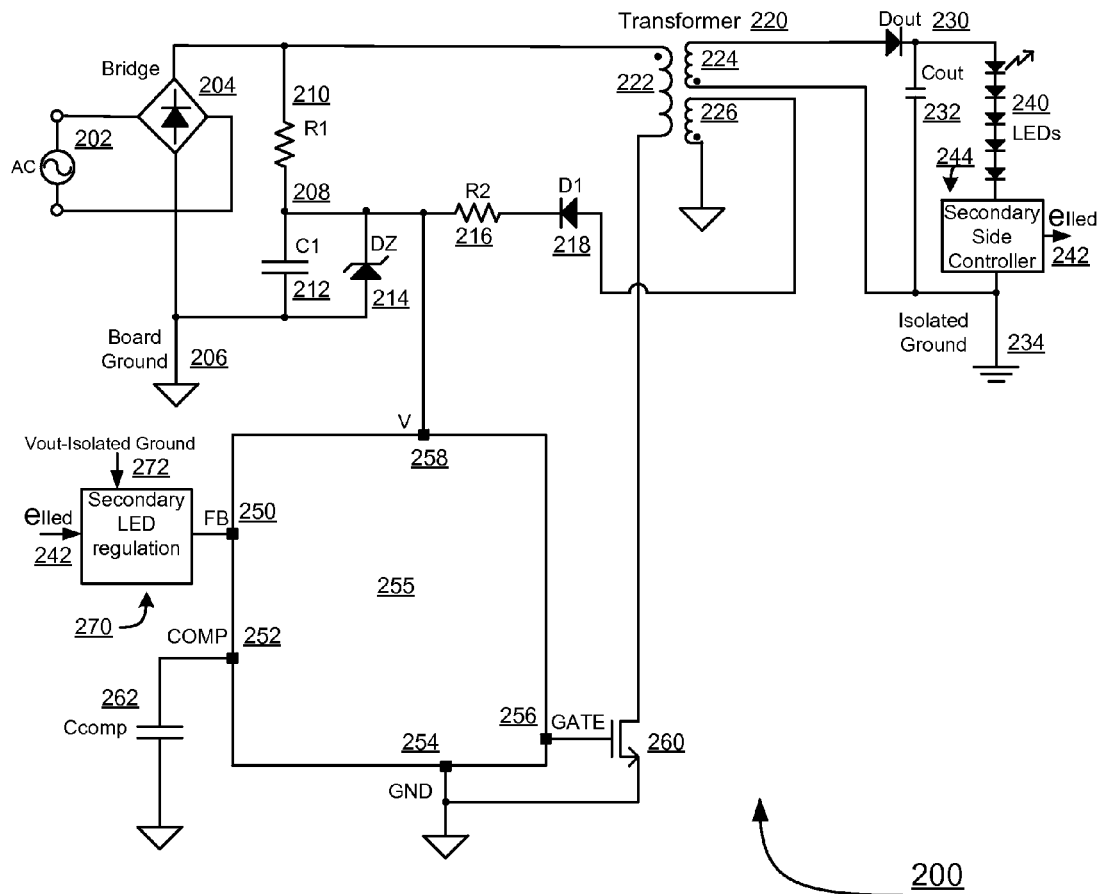 Transformer 220
Dout 230
Bridge
204
210
R1
222
224
226
Cout
232
240
LEDs
AC
202
208
R2
216
D1
218
244
C1
212
DZ
214
Secondary
Side
Controller
eIled
242
Board
Ground
206
Isolated
Ground
234
V
258
Vout-Isolated Ground
272
eIled
242
Secondary
LED
regulation
FB
250
255
270
COMP
252
262
Ccomp
256
GATE
260
254
GND
200